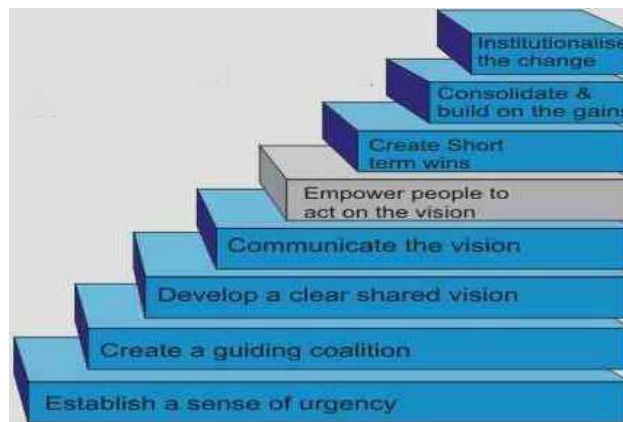 Institutionalise
the change
Consolidate &
build on the gains
Create Short
term wins
Empower people to
act on the vision
Communicate the vision
Develop a clear shared vision
Create a guiding coalition
Establish a sense of urgency